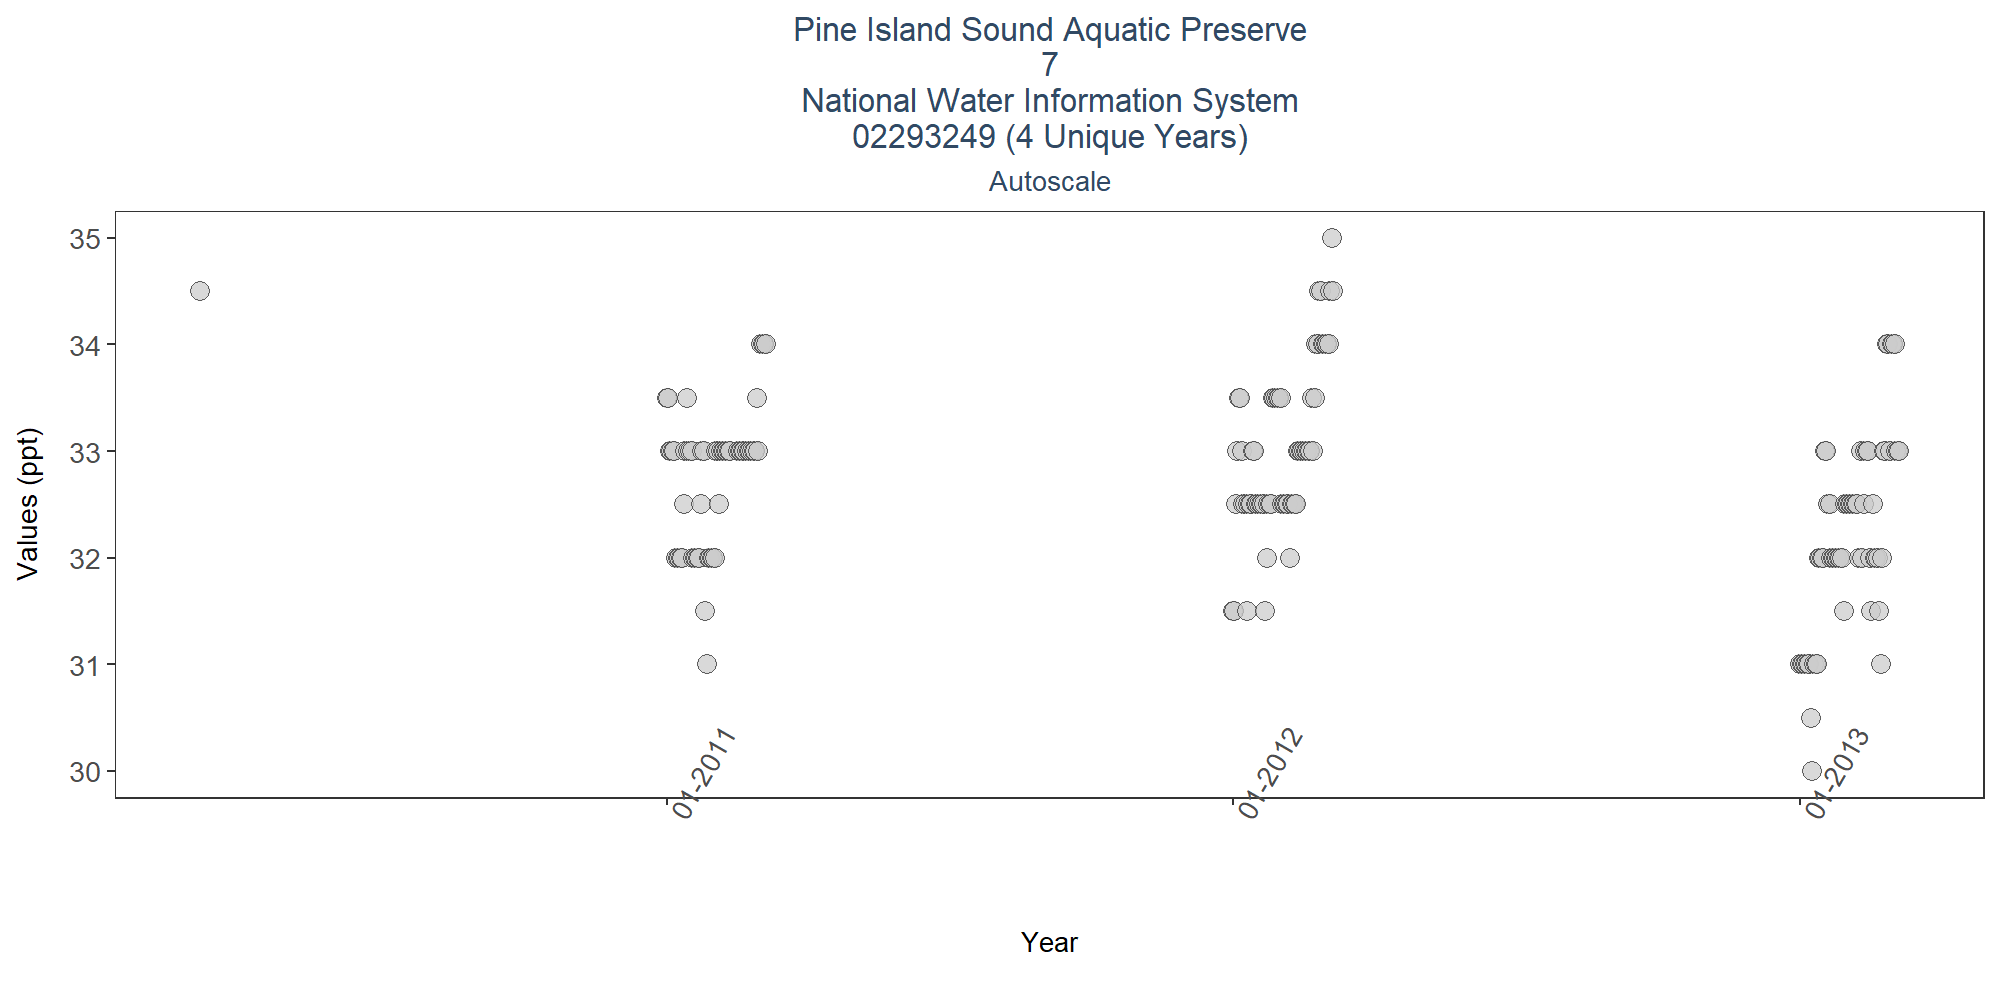 Pine Island Sound Aquatic Preserve
7
National Water Information System
02293249 (4 Unique Years)
Autoscale
35
34
33
32
31
30
Values (ppt)
01-2011
01-2012
01-2013
Year